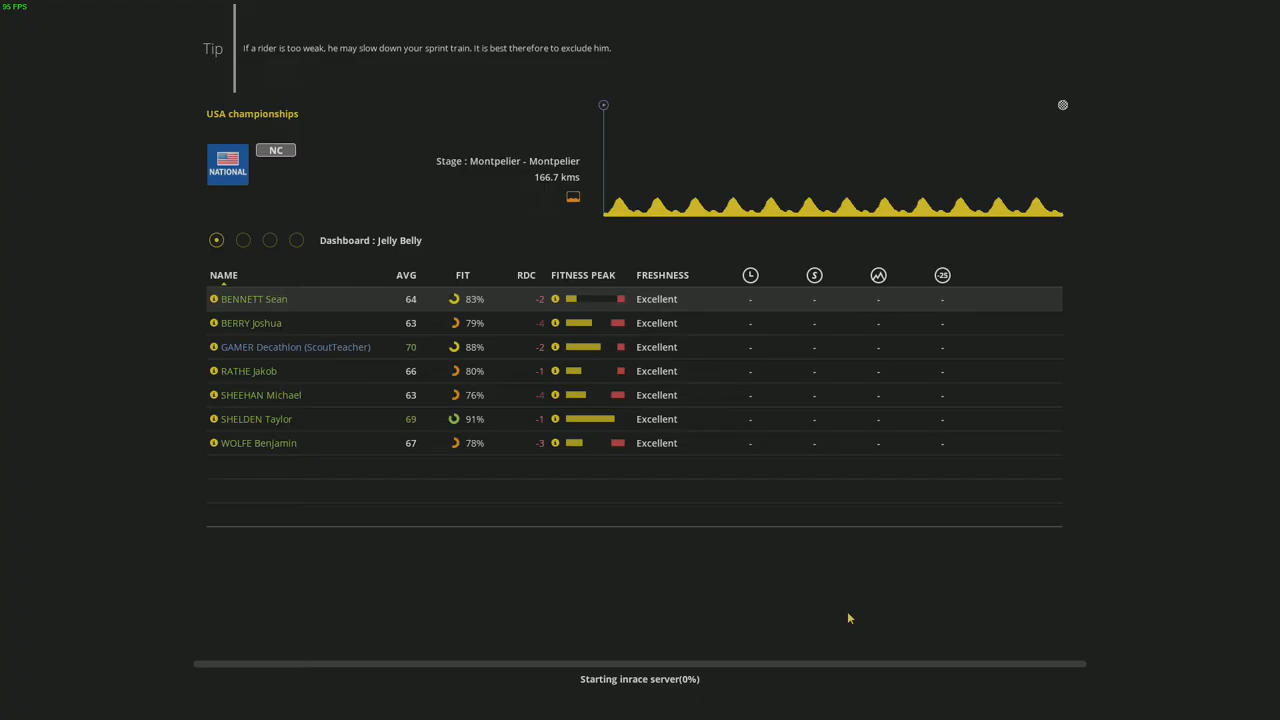 95 FPS
Tip
If a rider is too weak, he may slow down your sprint train. It is best therefore to exclude him.
USA championships
NATIONAL
NC
Stage : Montpelier - Montpelier
166.7 kms
Dashboard : Jelly Belly
NAME AVG FIT RDC FITNESS PEAK FRESHNESS S -25
BENNETT Sean 64 83% -2 Excellent - - - -
BERRY Joshua 63 79% -4 Excellent - - - -
GAMER Decathlon (ScoutTeacher) 70 88% -2 Excellent - - - -
RATHE Jakob 66 80% -1 Excellent - - - -
SHEEHAN Michael 63 76% -4 Excellent - - - -
SHELDEN Taylor 69 91% -1 Excellent - - - -
WOLFE Benjamin 67 78% -3 Excellent - - - -
Starting inrace server(0%)